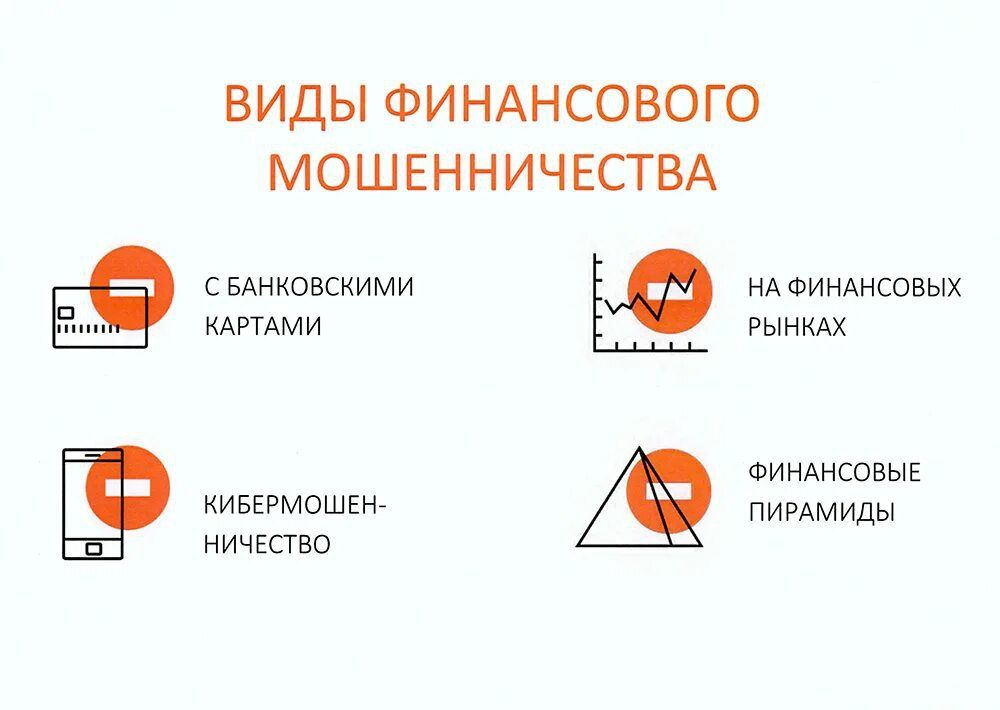 ВИДЫ ФИНАНСОВОГО
МОШЕННИЧЕСТВА
С БАНКОВСКИМИ
КАРТАМИ
НА ФИНАНСОВЫХ
РЫНКАХ
КИБЕРМОШЕН-
НИЧЕСТВО
ФИНАНСОВЫЕ
ПИРАМИДЫ